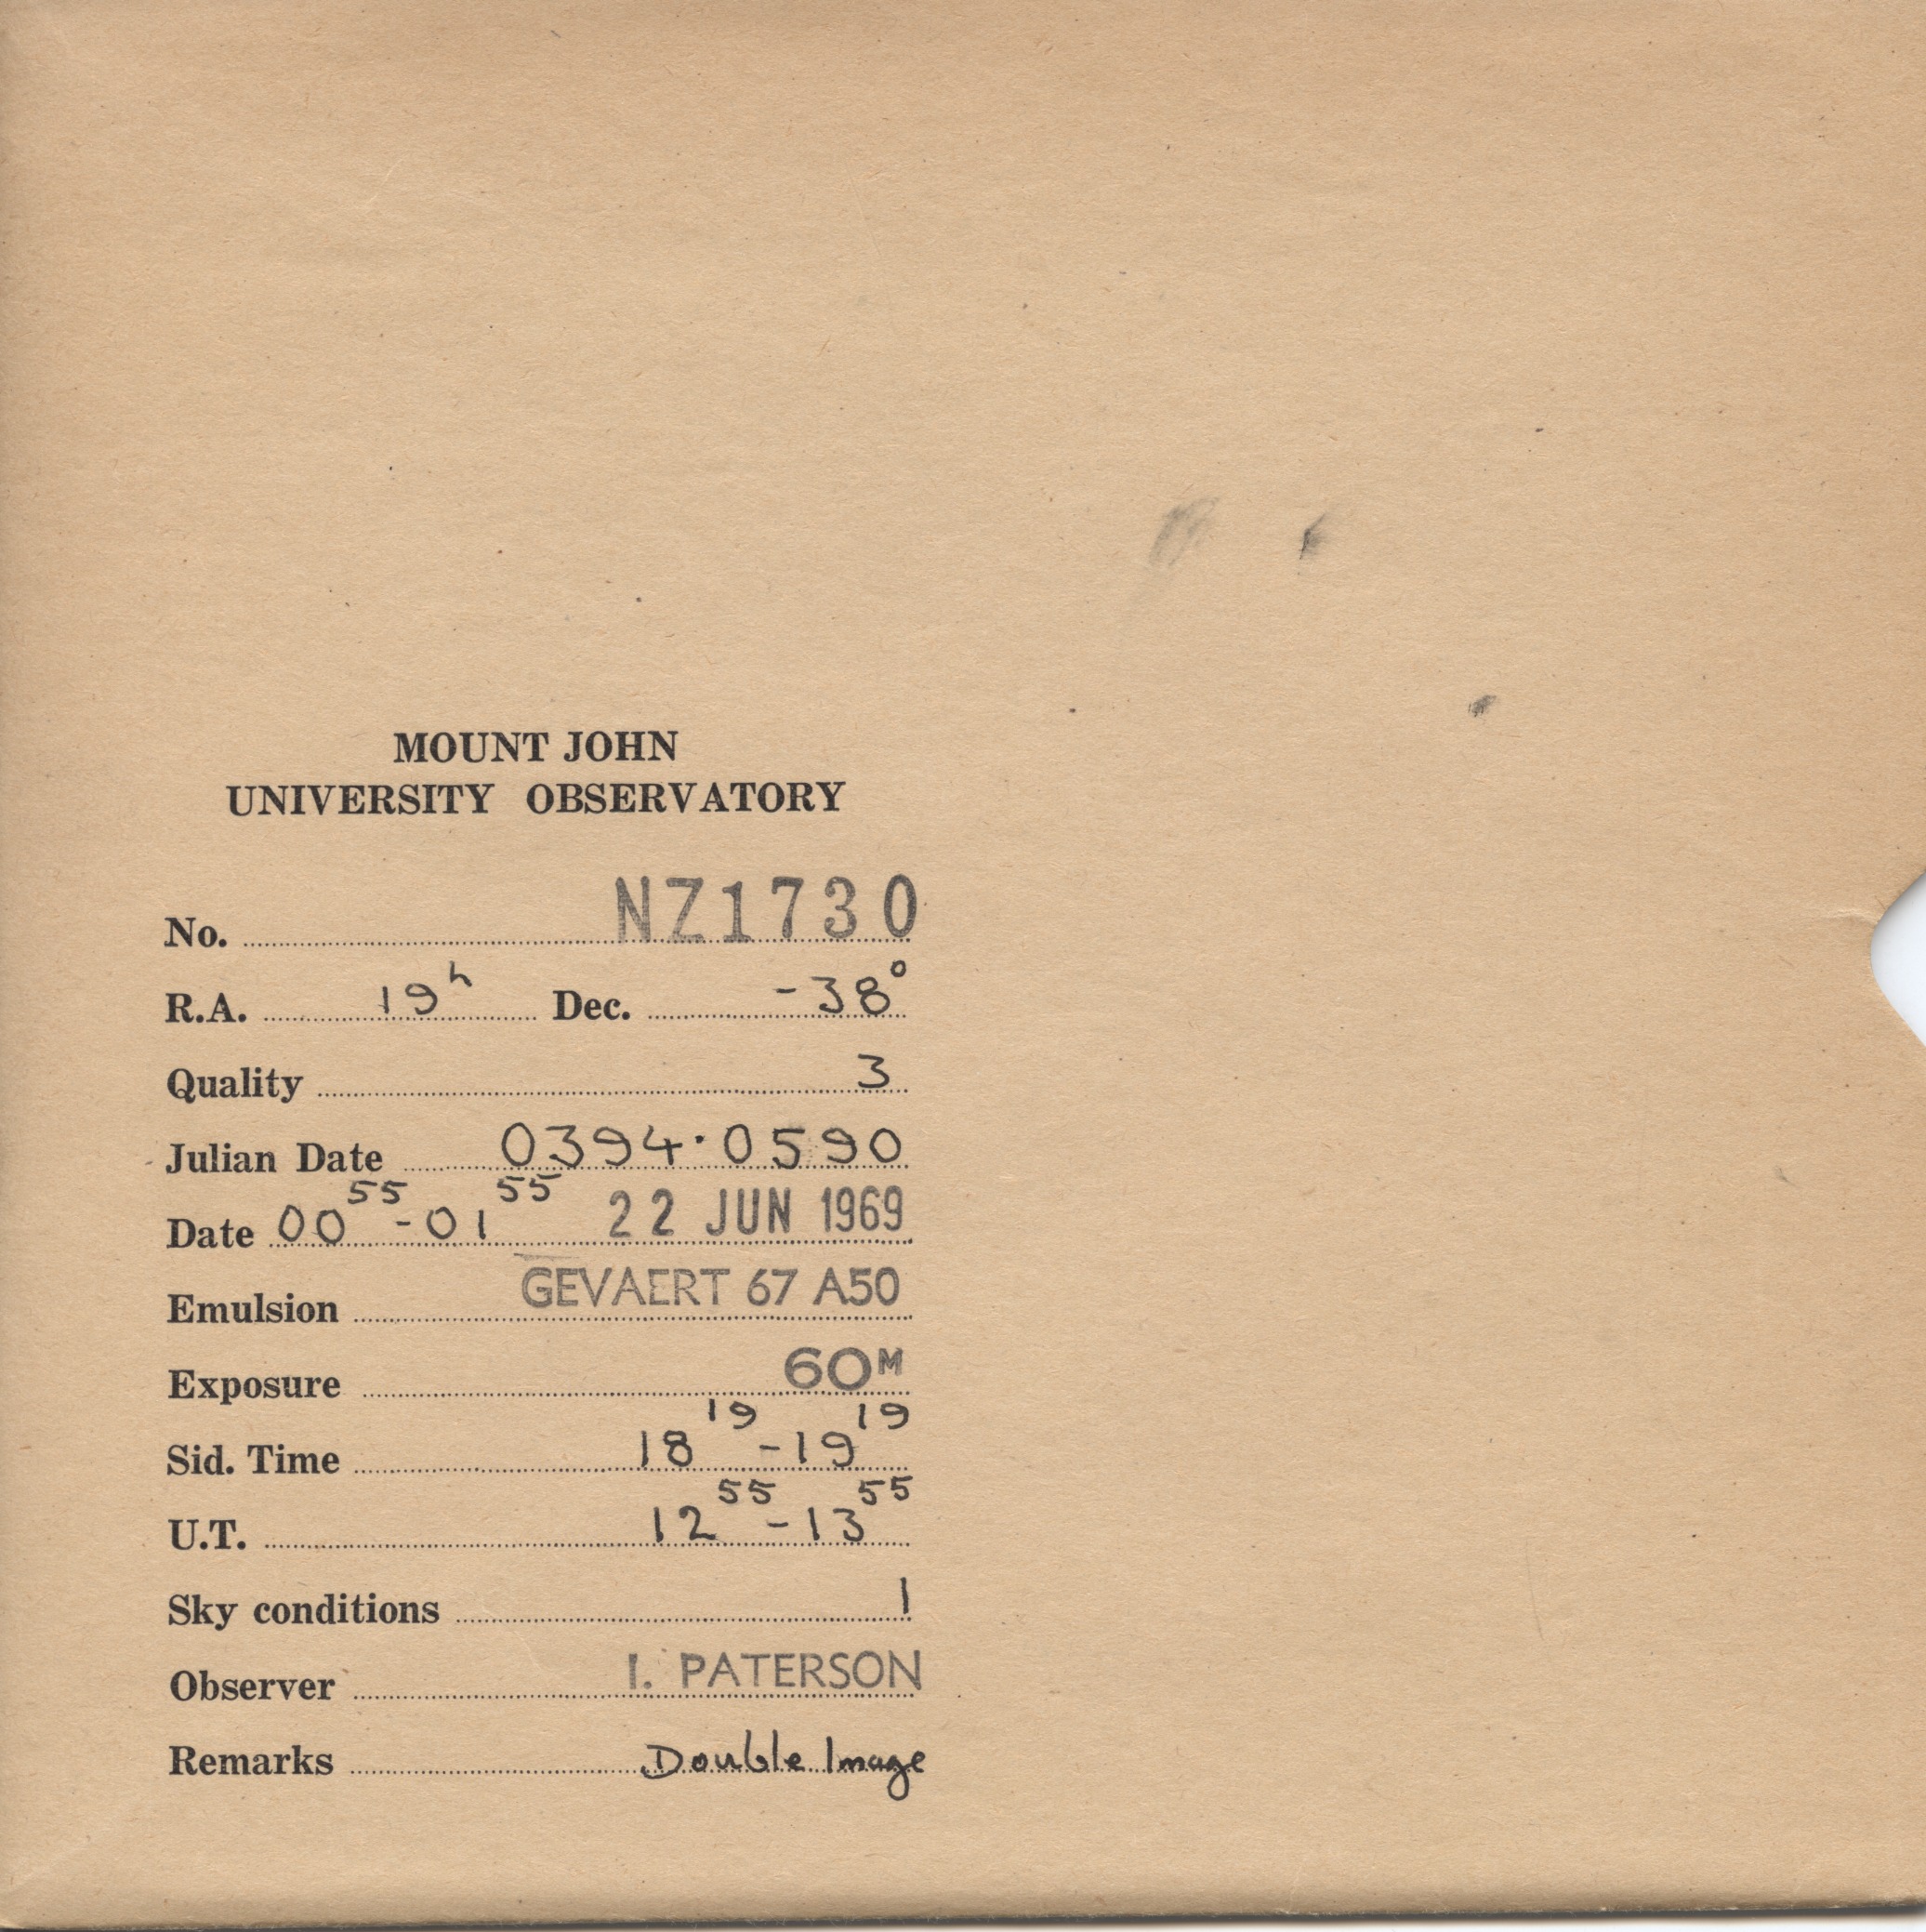 MOUNT JOHN
UNIVERSITY OBSERVATORY
No. NZ1730
R.A. 19h Dec. -38°
Quality 3
Julian Date 0394.0590
Date 00 55 - 01 55 22 JUN 1969
Emulsion GEVAERT 67 A50
Exposure 60M
Sid. Time 18 19 - 19 19
U.T. 12 55 - 13 55
Sky conditions 1
Observer I. PATERSON
Remarks Double Image